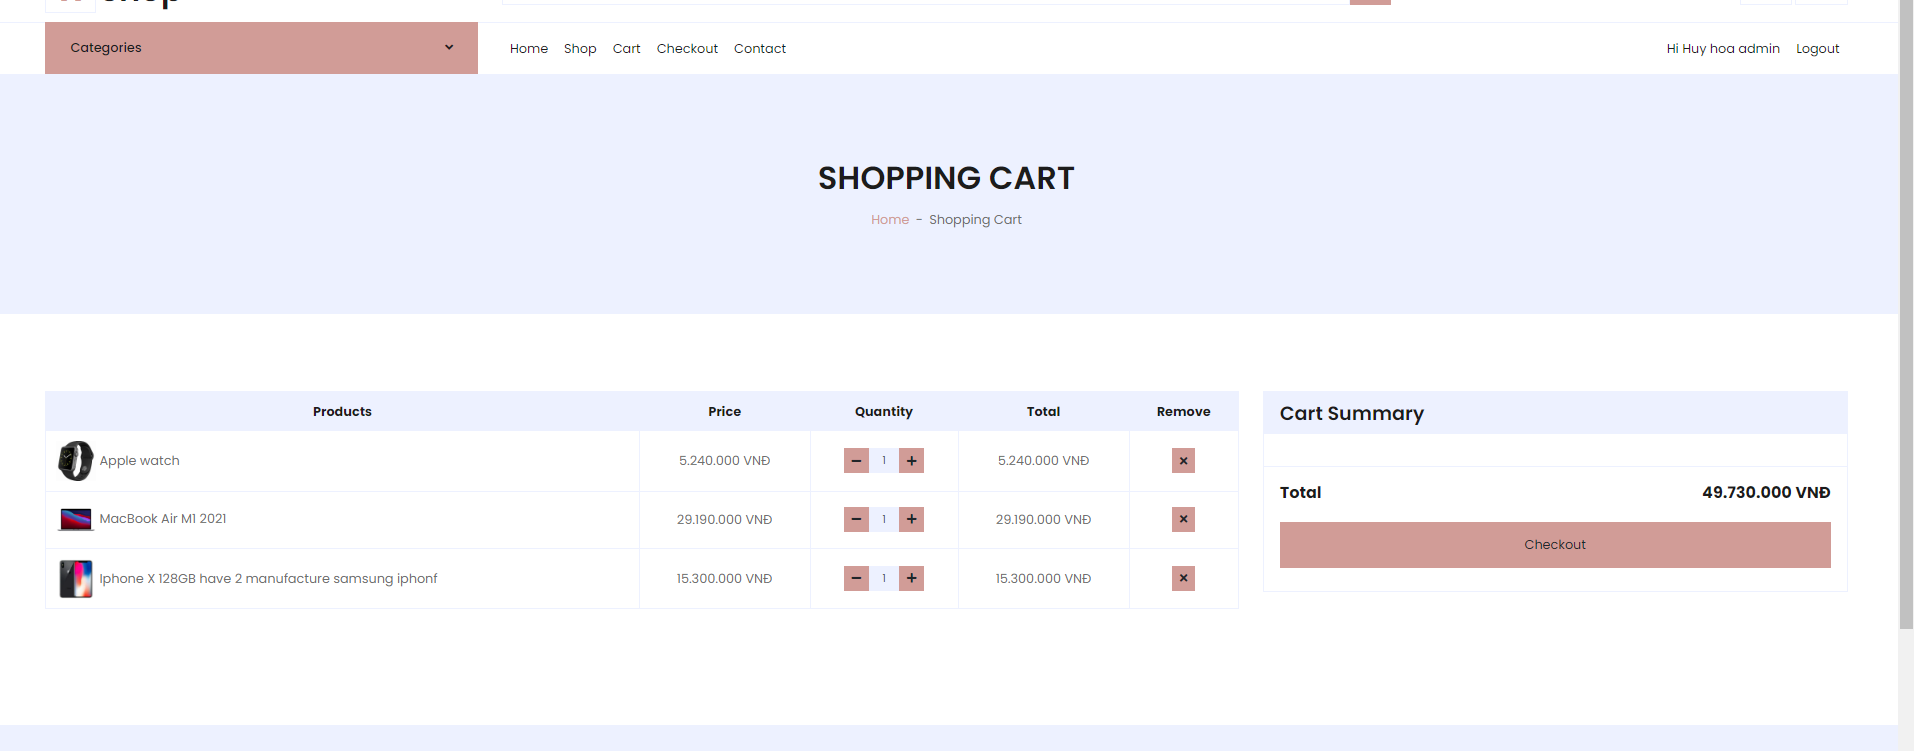 Shop
Categories
Home Shop Cart Checkout Contact
Hi Huy hoa admin Logout
SHOPPING CART
Home - Shopping Cart
Products Price Quantity Total Remove
Apple watch 5.240.000 VNĐ 1 5.240.000 VNĐ
MacBook Air M1 2021 29.190.000 VNĐ 1 29.190.000 VNĐ
Iphone X 128GB have 2 manufacture samsung iphonf 15.300.000 VNĐ 1 15.300.000 VNĐ
Cart Summary
Total 49.730.000 VNĐ
Checkout